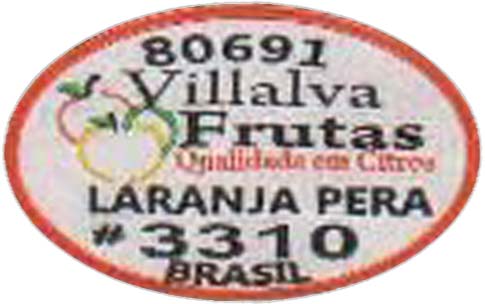 80691
Villalva
Frutas
Qualidade em Citros
LARANJA PERA
#3310
BRASIL